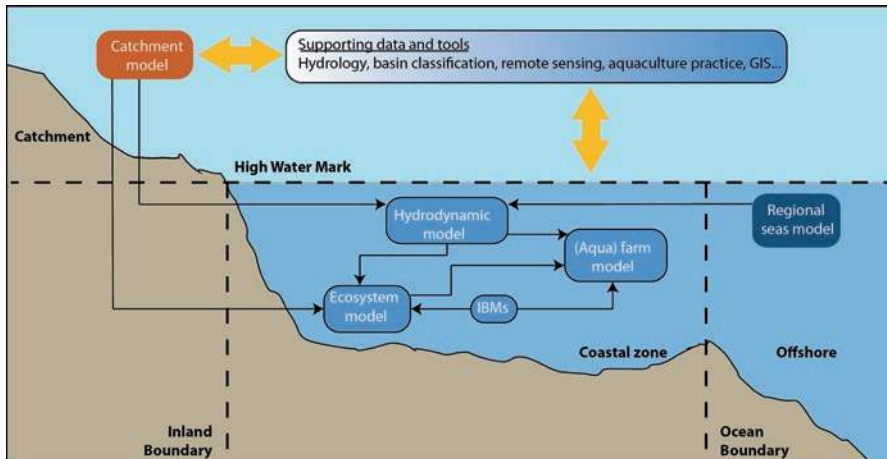 Catchment
model
Supporting data and tools
Hydrology, basin classification, remote sensing, aquaculture practice, GIS...
Catchment
High Water Mark
Hydrodynamic
model
Regional
seas model
(Aqua) farm
model
Ecosystem
model
IBMs
Coastal zone
Offshore
Inland
Boundary
Ocean
Boundary